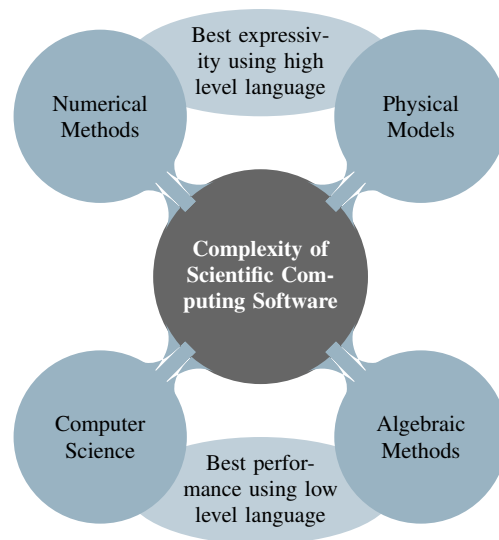 Best expressiv-
ity using high
level language
Numerical
Methods
Physical
Models
Complexity of
Scientific Com-
puting Software
Computer
Science
Algebraic
Methods
Best perfor-
mance using low
level language